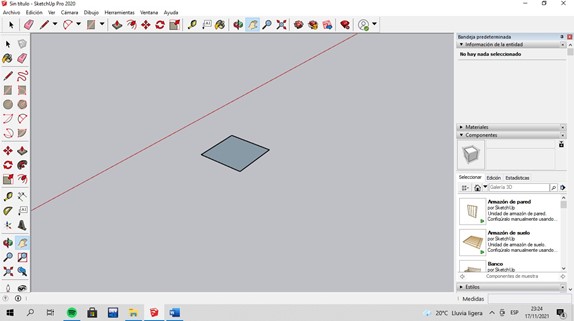 Sin título - SketchUp Pro 2020
Archivo Edición Ver Cámara Dibujo Herramientas Ventana Ayuda
Bandeja predeterminada
Información de la entidad
No hay nada seleccionado
Materiales
Componentes
Seleccionar Edición Estadísticas
Galería 3D
Armazón de pared
por SketchUp
Unidad de armazón de pared.
Configúralo manualmente usando...
Armazón de suelo
por SketchUp
Unidad de armazón de suelo.
Configúralo manualmente usando...
Banco
por SketchUp
Componentes de muestra
Estilos
Medidas
20°C Lluvia ligera
ESP
23:24
17/11/2021